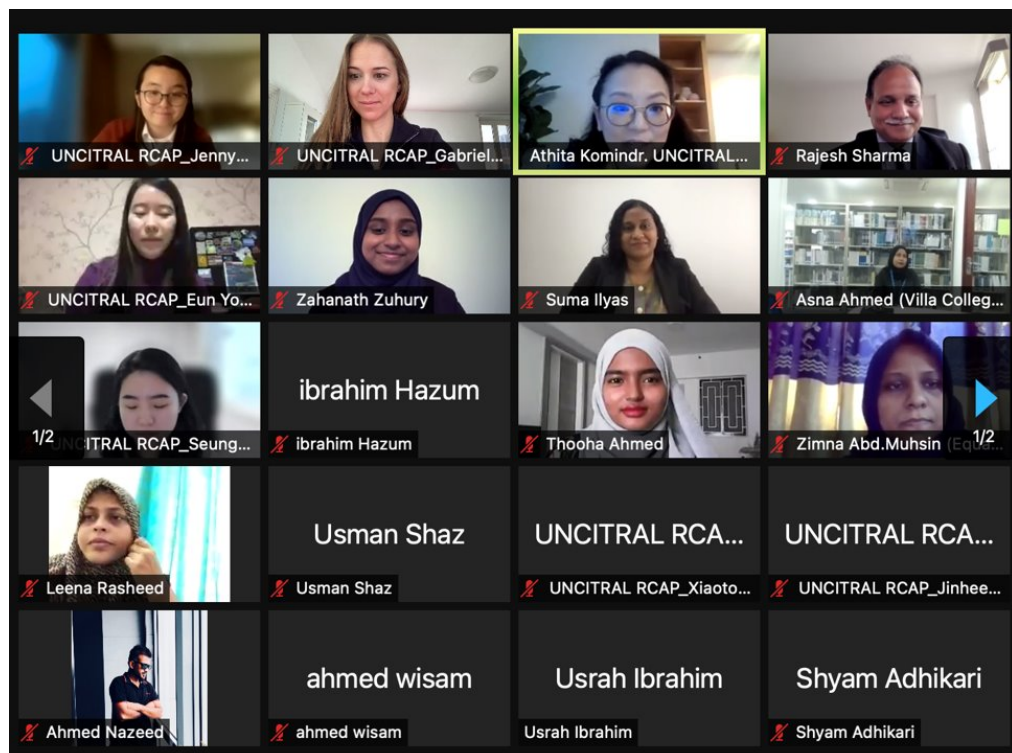 UNCITRAL RCAP_Jenny...
UNCITRAL RCAP_Gabriel...
Athita Komindr. UNCITRAL...
Rajesh Sharma
UNCITRAL RCAP_Eun Yo...
Zahanath Zuhury
Suma Ilyas
Asna Ahmed (Villa Colleg...
1/2
UNCITRAL RCAP_Seung...
ibrahim Hazum
ibrahim Hazum
Thooha Ahmed
Zimna Abd.Muhsin
1/2
Leena Rasheed
Usman Shaz
Usman Shaz
UNCITRAL RCA...
UNCITRAL RCAP_Xiaoto...
UNCITRAL RCA...
UNCITRAL RCAP_Jinhee...
Ahmed Nazeed
ahmed wisam
ahmed wisam
Usrah Ibrahim
Usrah Ibrahim
Shyam Adhikari
Shyam Adhikari